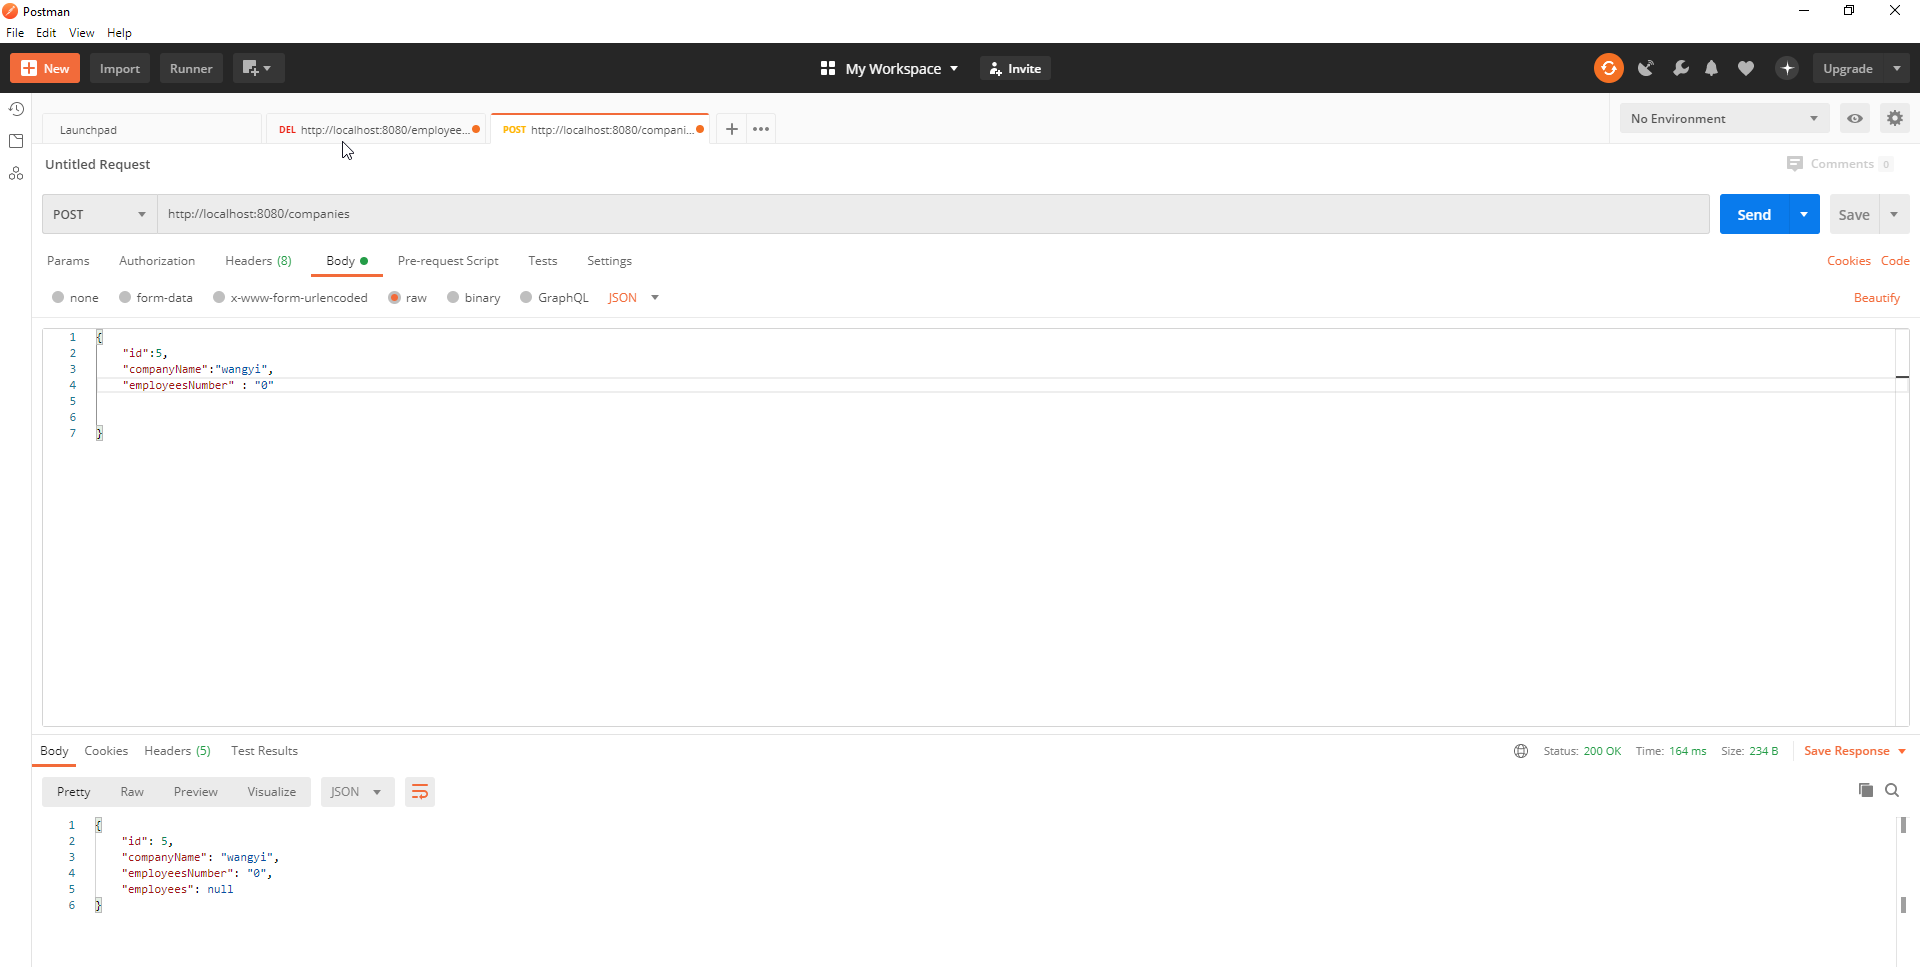 Postman
File Edit View Help
New Import Runner My Workspace Invite Upgrade
Launchpad DEL http://localhost:8080/employee... POST http://localhost:8080/compani... No Environment
Untitled Request Comments 0
POST http://localhost:8080/companies Send Save
Params Authorization Headers (8) Body Pre-request Script Tests Settings Cookies Code
none form-data x-www-form-urlencoded raw binary GraphQL JSON Beautify
1 {
2 "id":5,
3 "companyName":"wangyi",
4 "employeesNumber" : "0"
5
6
7 }
Body Cookies Headers (5) Test Results Status: 200 OK Time: 164 ms Size: 234 B Save Response
Pretty Raw Preview Visualize JSON
1 {
2 "id": 5,
3 "companyName": "wangyi",
4 "employeesNumber": "0",
5 "employees": null
6 }